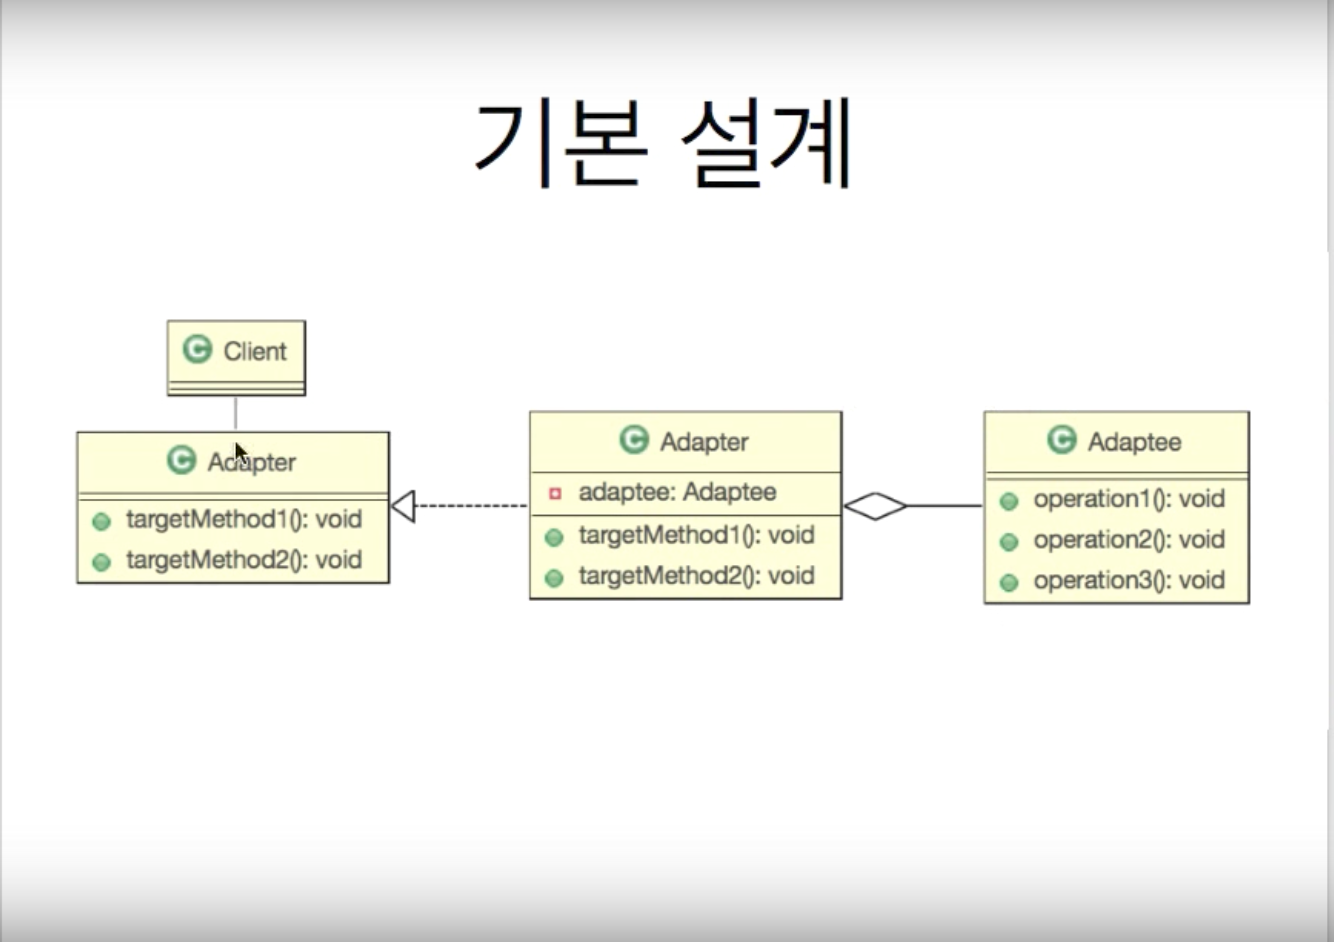 기본 설계
C Client
C Adapter
targetMethod1(): void
targetMethod2(): void
C Adapter
adaptee: Adaptee
targetMethod1(): void
targetMethod2(): void
C Adaptee
operation1(): void
operation2(): void
operation3(): void